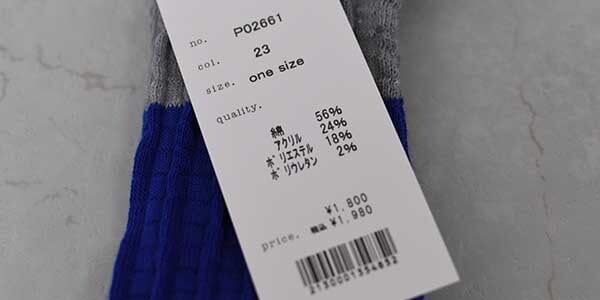 no. P02661
col. 23
size. one size
quality.
綿 56%
アクリル 24%
ポリエステル 18%
ポリウレタン 2%
¥1,800
price. 税込 ¥1,980
2130001354632